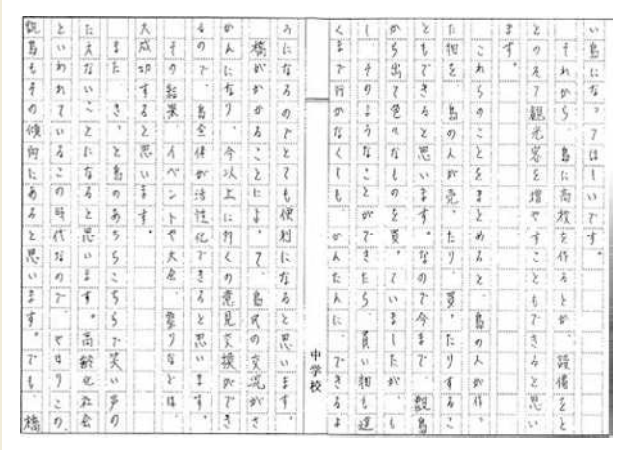 い島になってほしいです。
それから、島に高校を作るとか、設備をと
とのえて観光客を増やすこともできると思い
ます。
これらのことをまとめると、島の人が作っ
た物を、島の人が売ったり、買ったりするこ
ともできると思います。なので今まで、観島
から出て色々なものを買っていましたが、も
しそのようなことができたら、買い物も遠
くまで行かなくても、かんたんにできるよ
中学校
うになるのでとても便利になると思います。
橋がかかることによって、島民の交流がさ
かんになり、今以上に多くの意見交換ができ
るので、島全体が活性化できると思います。
その結果、イベントや大会、祭りなどは、
大成功すると思います。
また、きっと島のあちらこちらで笑い声の
たえないことになると思います。高齢化社会
といわれているこの時代なので、やはりこの
観島もその傾向にあると思います。でも、橋